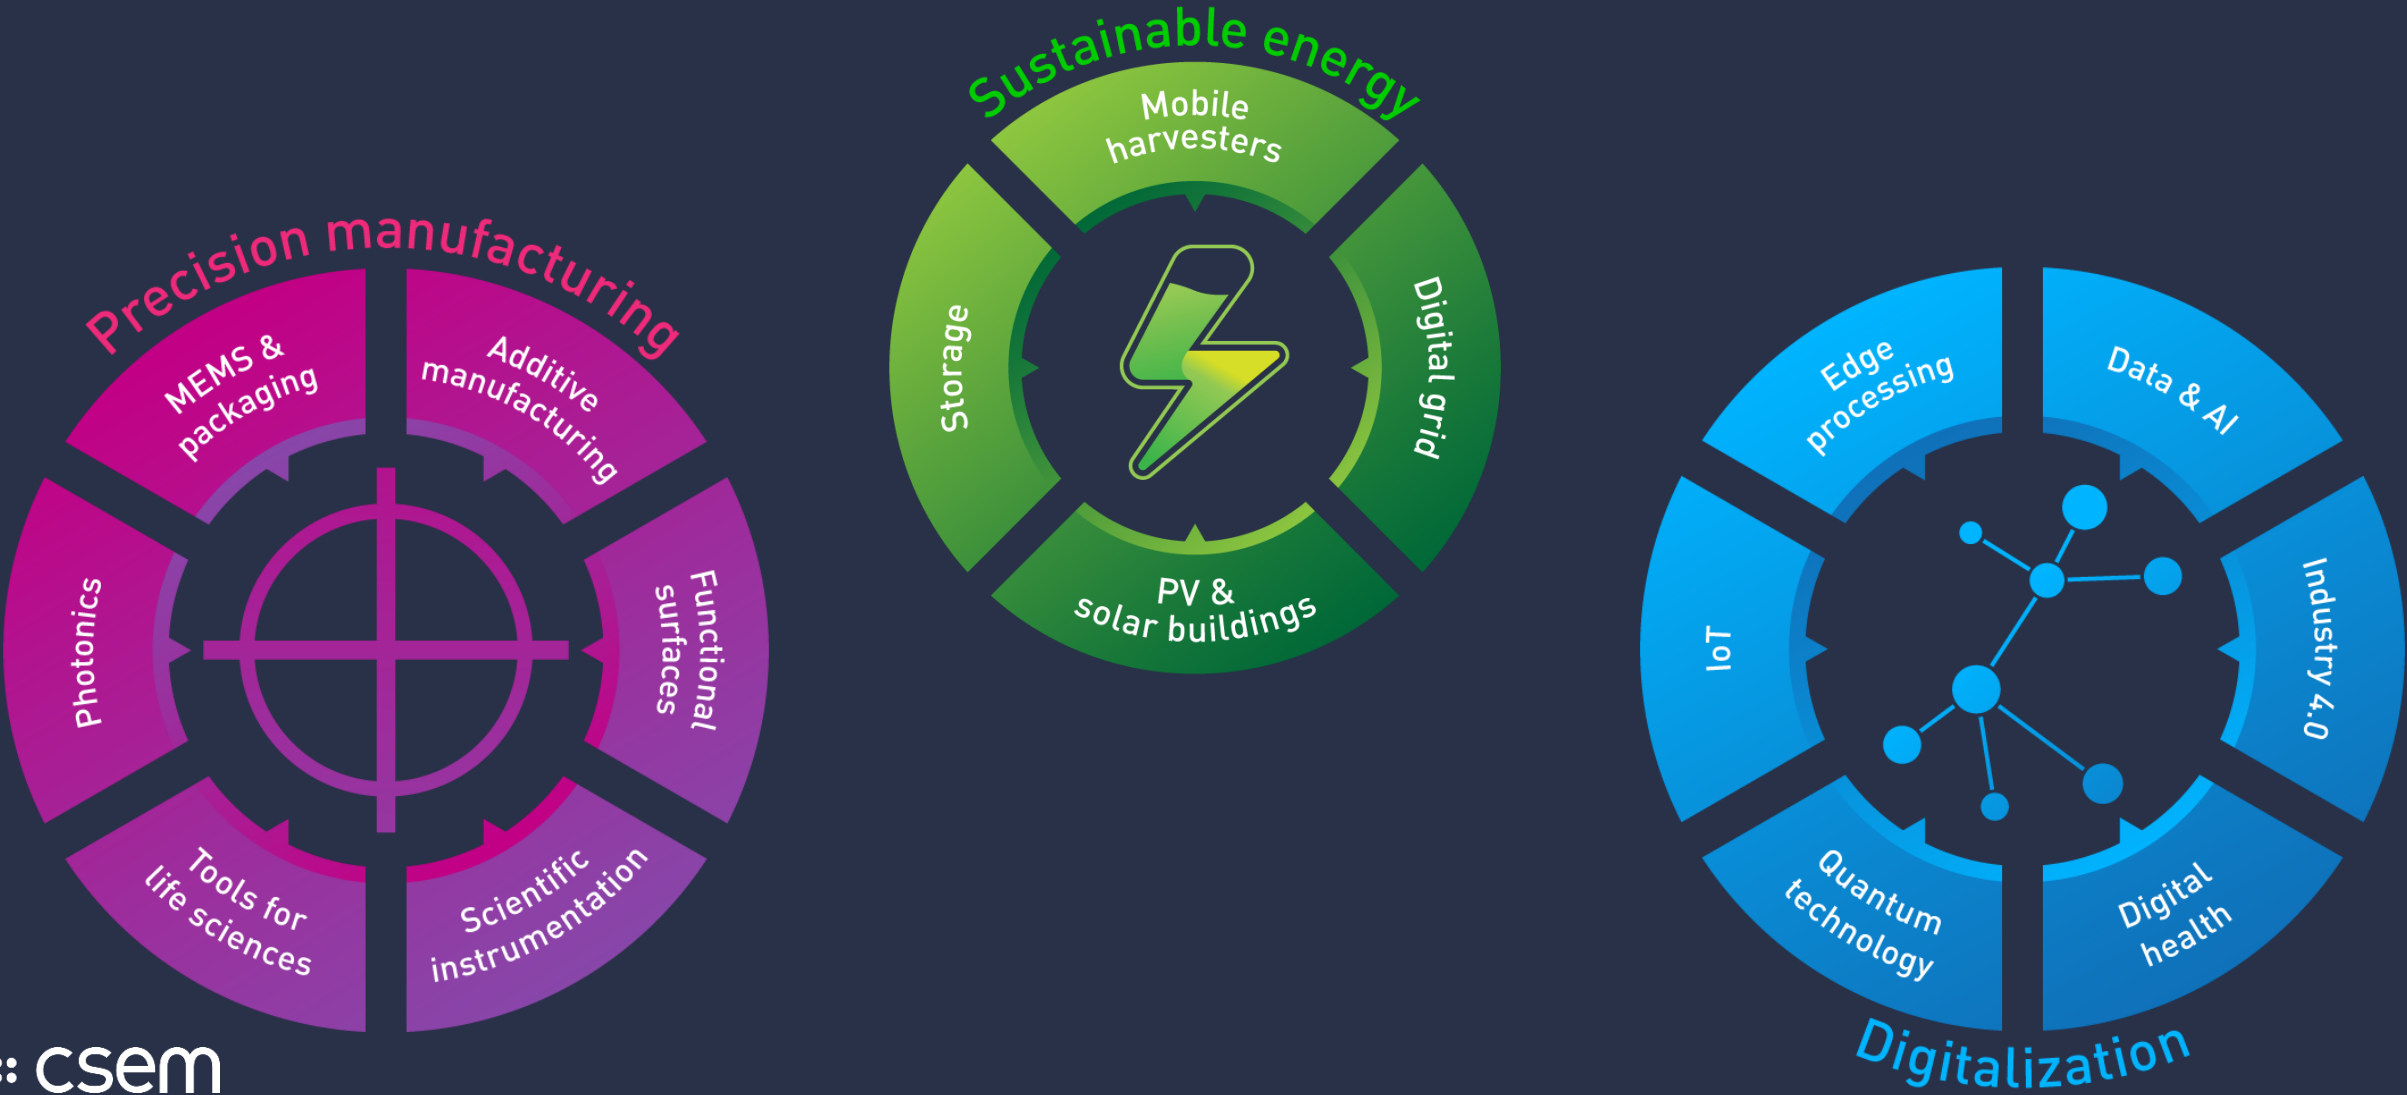 Precision manufacturing
MEMS &
packaging
Additive
manufacturing
Functional
surfaces
Scientific
instrumentation
Tools for
life sciences
Photonics
Sustainable energy
Mobile
harvesters
Digital grid
PV &
solar buildings
Storage
Edge
processing
Data & AI
Industry 4.0
Digital
health
Quantum
technology
IoT
Digitalization
csem